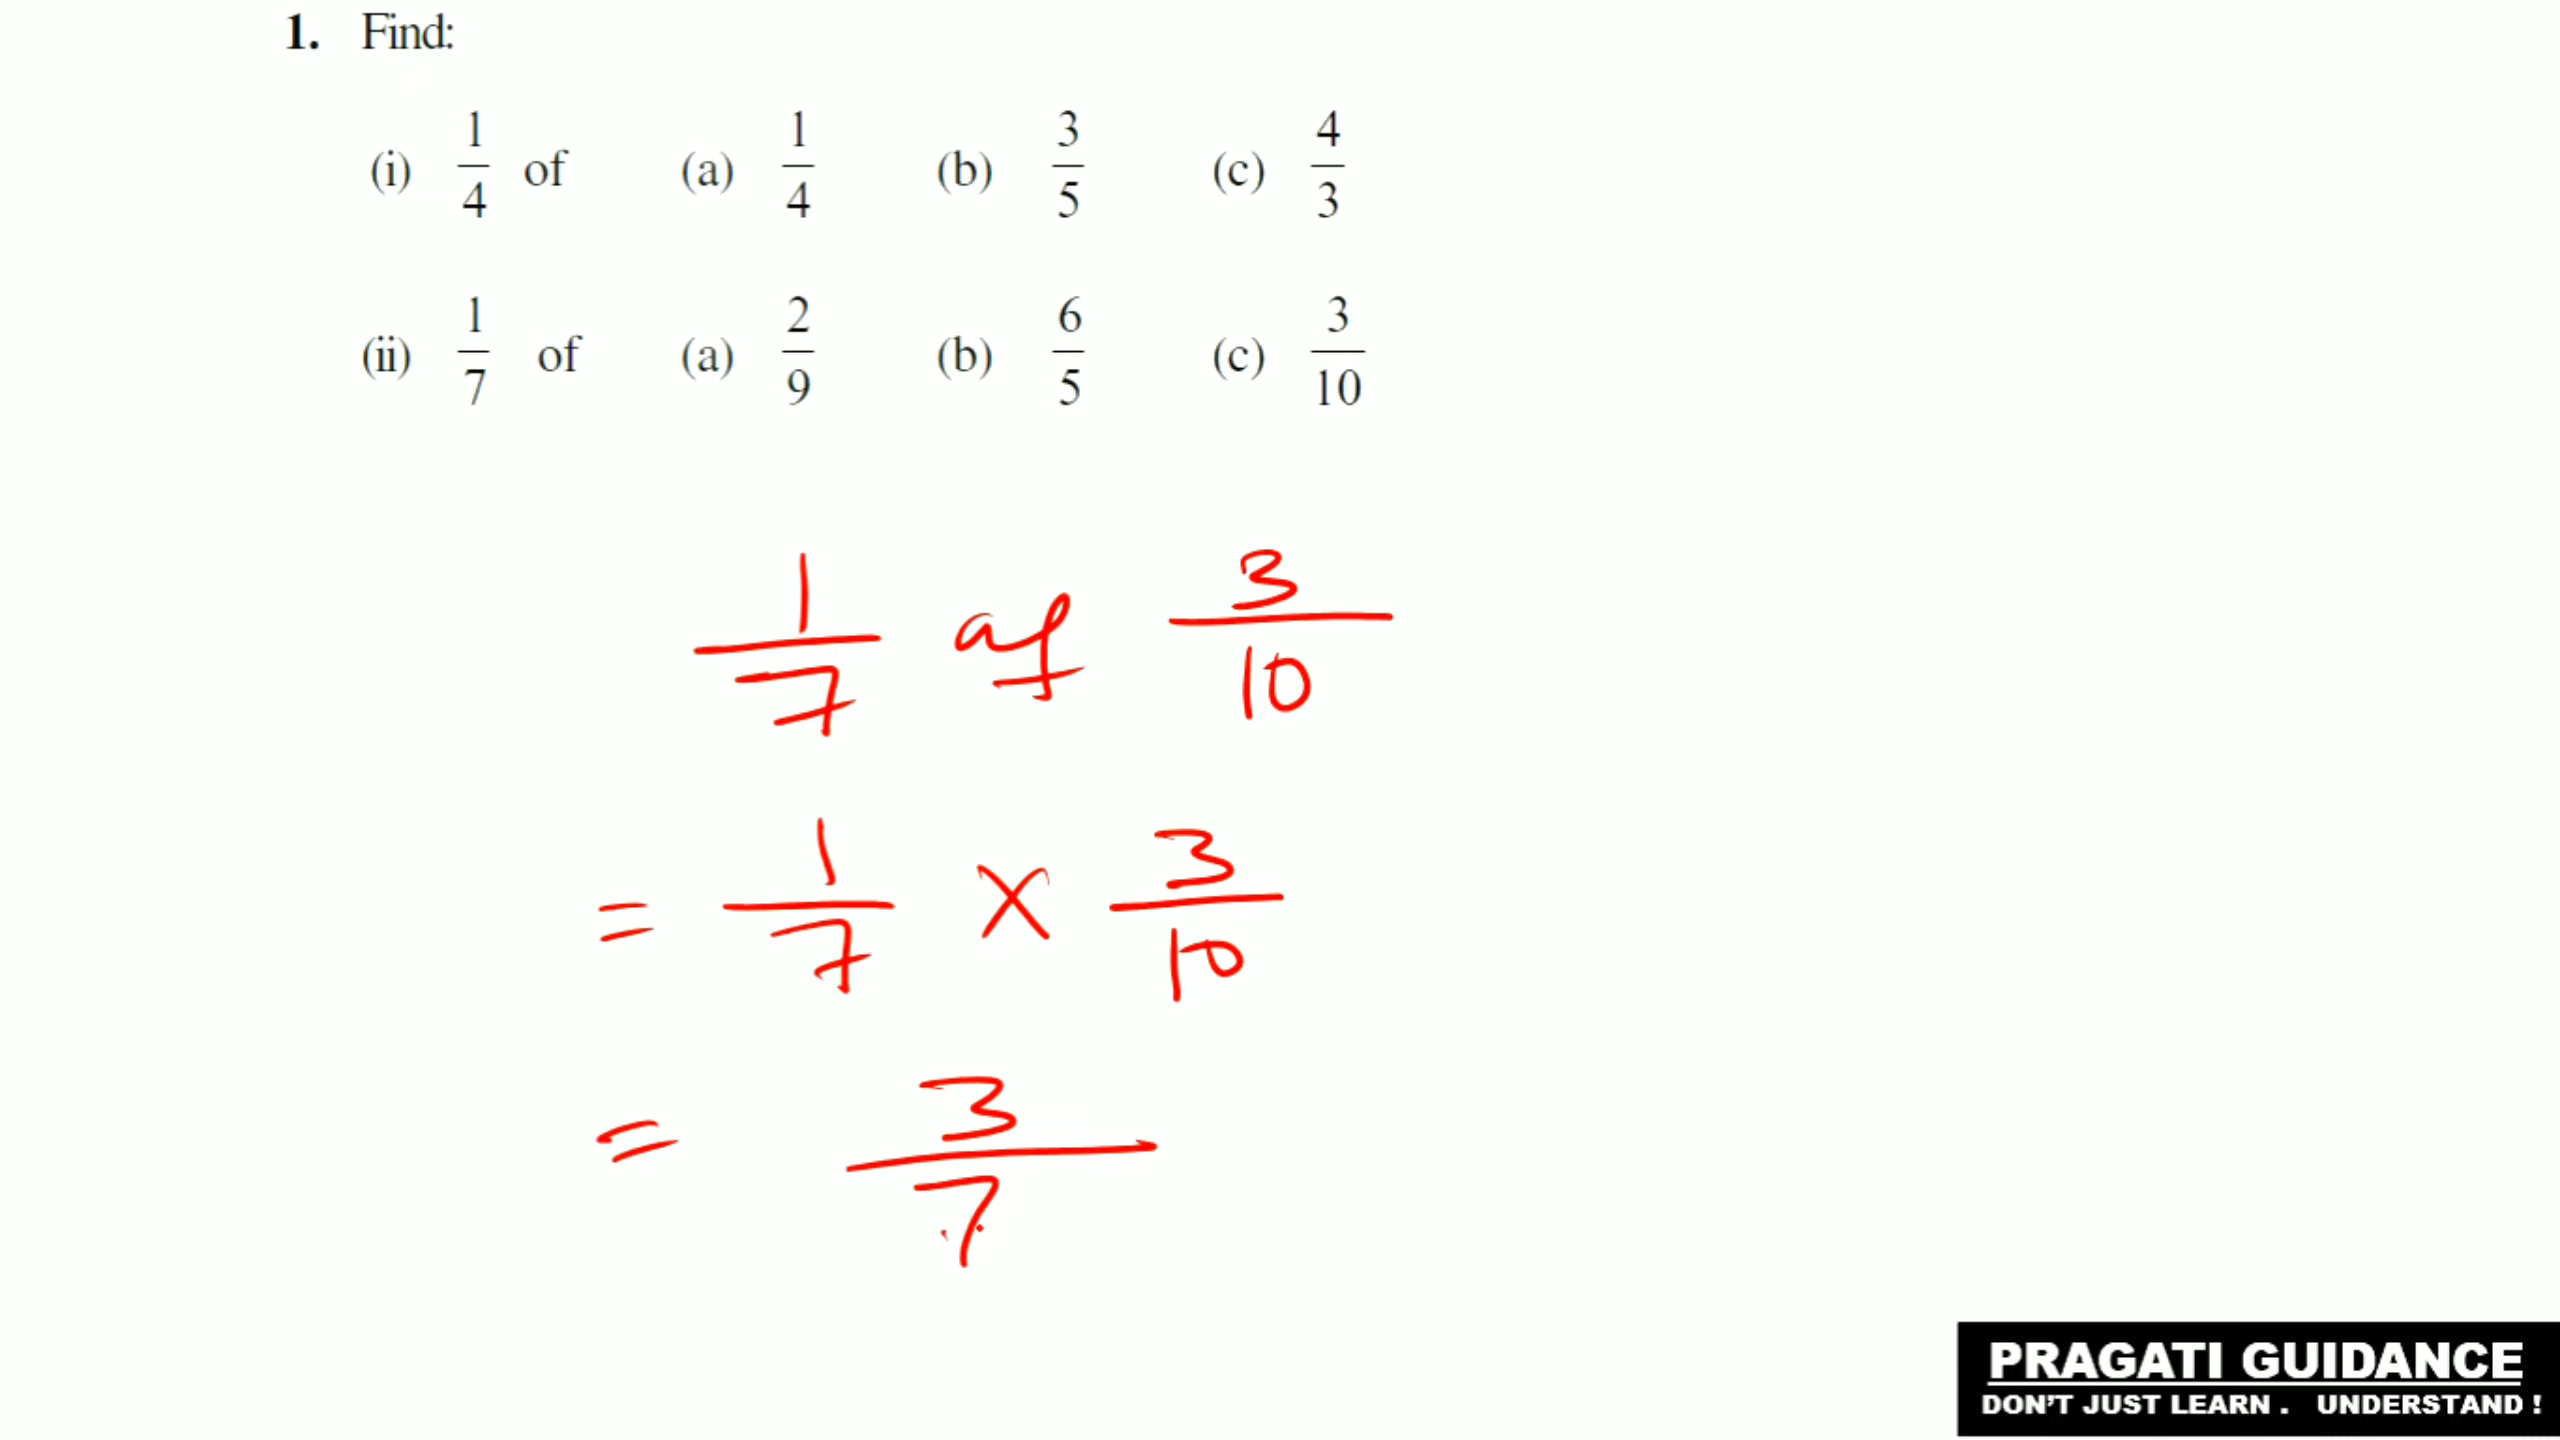 1. Find:
(i) 1/4 of (a) 1/4 (b) 3/5 (c) 4/3
(ii) 1/7 of (a) 2/9 (b) 6/5 (c) 3/10
1/7 of 3/10
= 1/7 × 3/10
= 3/7
PRAGATI GUIDANCE
DON'T JUST LEARN . UNDERSTAND !